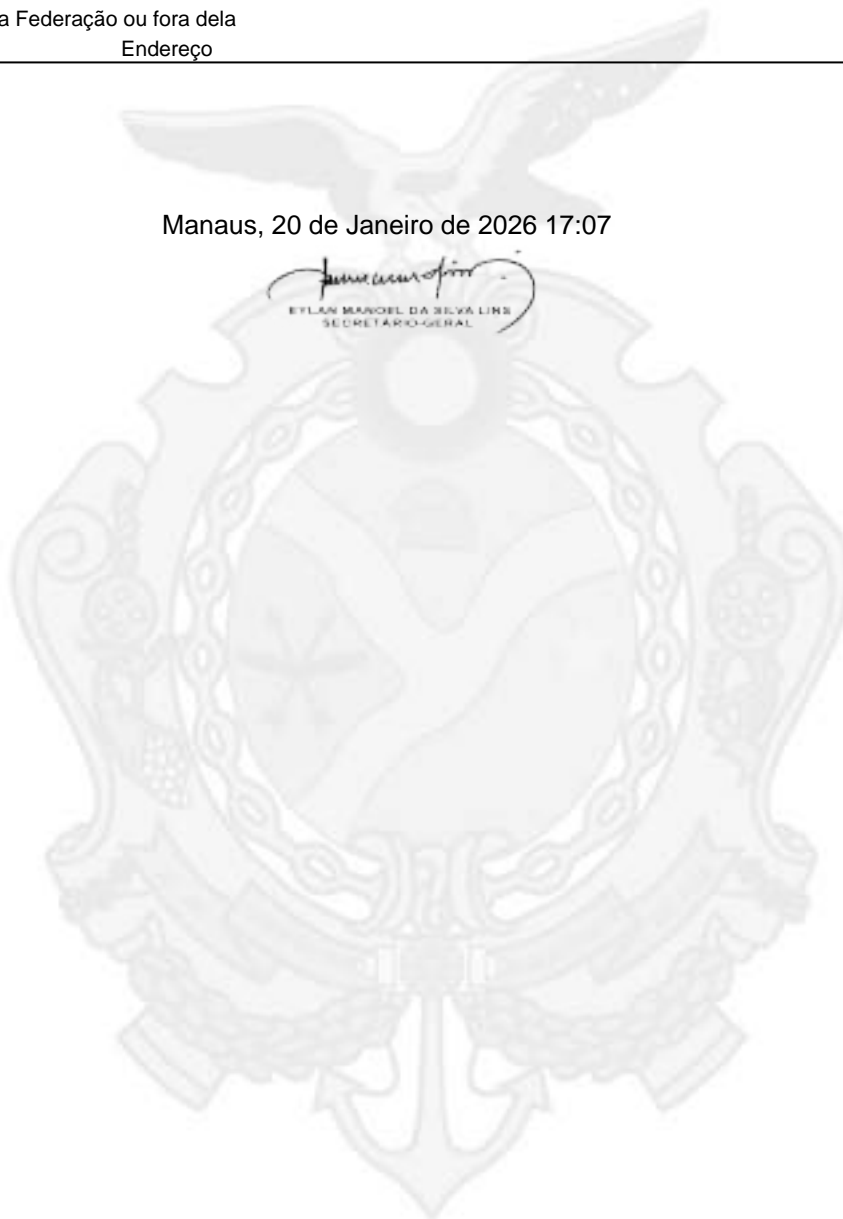 a Federação ou fora dela
Endereço
Manaus, 20 de Janeiro de 2026 17:07
EYLAN MANOEL DA SILVA LINS
SECRETÁRIO-GERAL